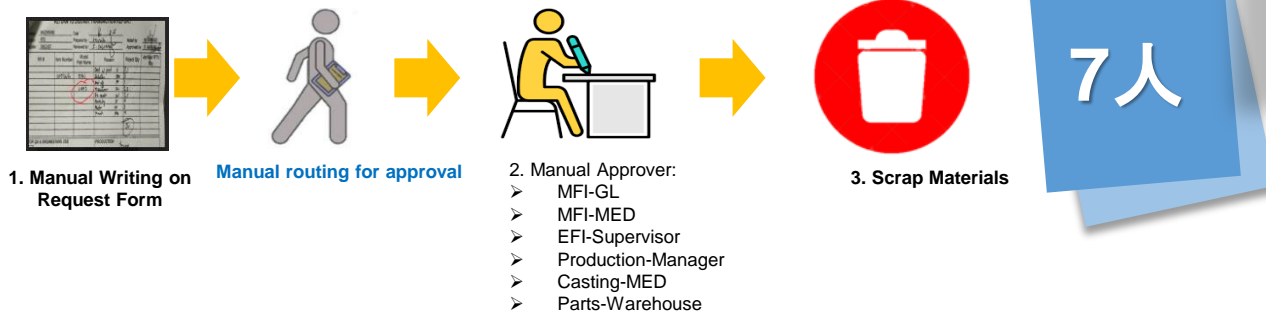 7人
1. Manual Writing on
Request Form
Manual routing for approval
2. Manual Approver:
➢ MFI-GL
➢ MFI-MED
➢ EFI-Supervisor
➢ Production-Manager
➢ Casting-MED
➢ Parts-Warehouse
3. Scrap Materials